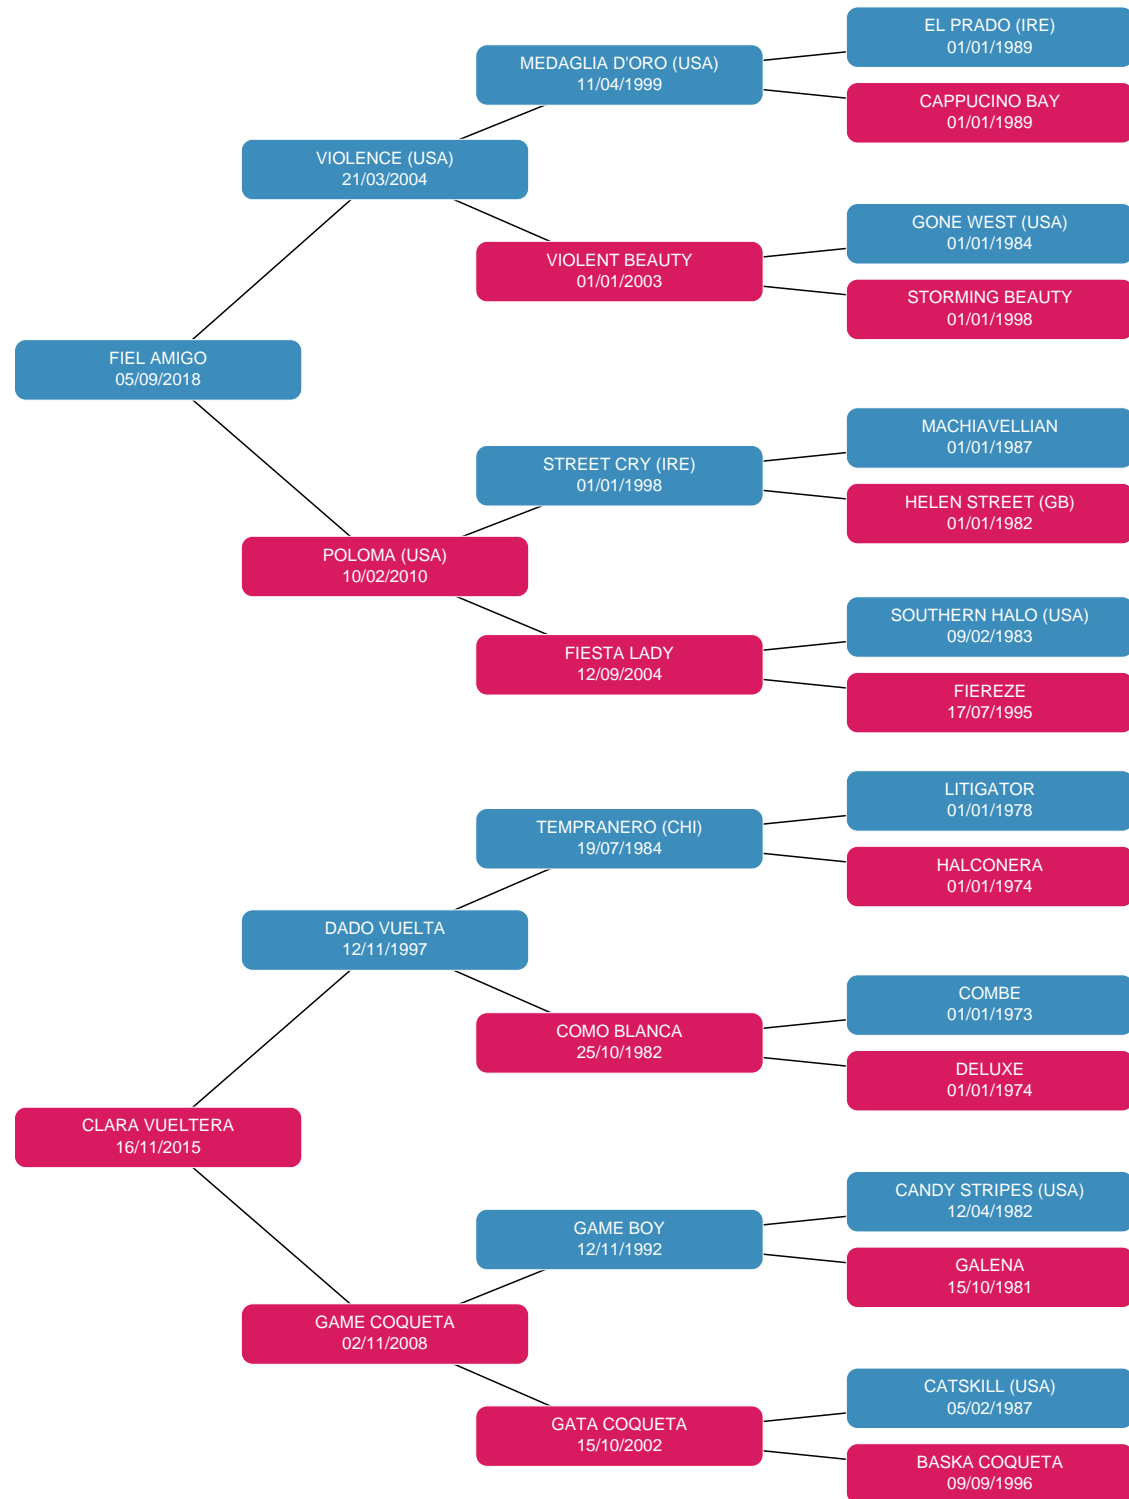 EL PRADO (IRE)
01/01/1989
MEDAGLIA D'ORO (USA)
11/04/1999
CAPPUCINO BAY
01/01/1989
VIOLENCE (USA)
21/03/2004
GONE WEST (USA)
01/01/1984
VIOLENT BEAUTY
01/01/2003
STORMING BEAUTY
01/01/1998
FIEL AMIGO
05/09/2018
MACHIAVELLIAN
01/01/1987
STREET CRY (IRE)
01/01/1998
HELEN STREET (GB)
01/01/1982
POLOMA (USA)
10/02/2010
SOUTHERN HALO (USA)
09/02/1983
FIESTA LADY
12/09/2004
FIEREZE
17/07/1995
LITIGATOR
01/01/1978
TEMPRANERO (CHI)
19/07/1984
HALCONERA
01/01/1974
DADO VUELTA
12/11/1997
COMBE
01/01/1973
COMO BLANCA
25/10/1982
DELUXE
01/01/1974
CLARA VUELTERA
16/11/2015
CANDY STRIPES (USA)
12/04/1982
GAME BOY
12/11/1992
GALENA
15/10/1981
GAME COQUETA
02/11/2008
CATSKILL (USA)
05/02/1987
GATA COQUETA
15/10/2002
BASKA COQUETA
09/09/1996